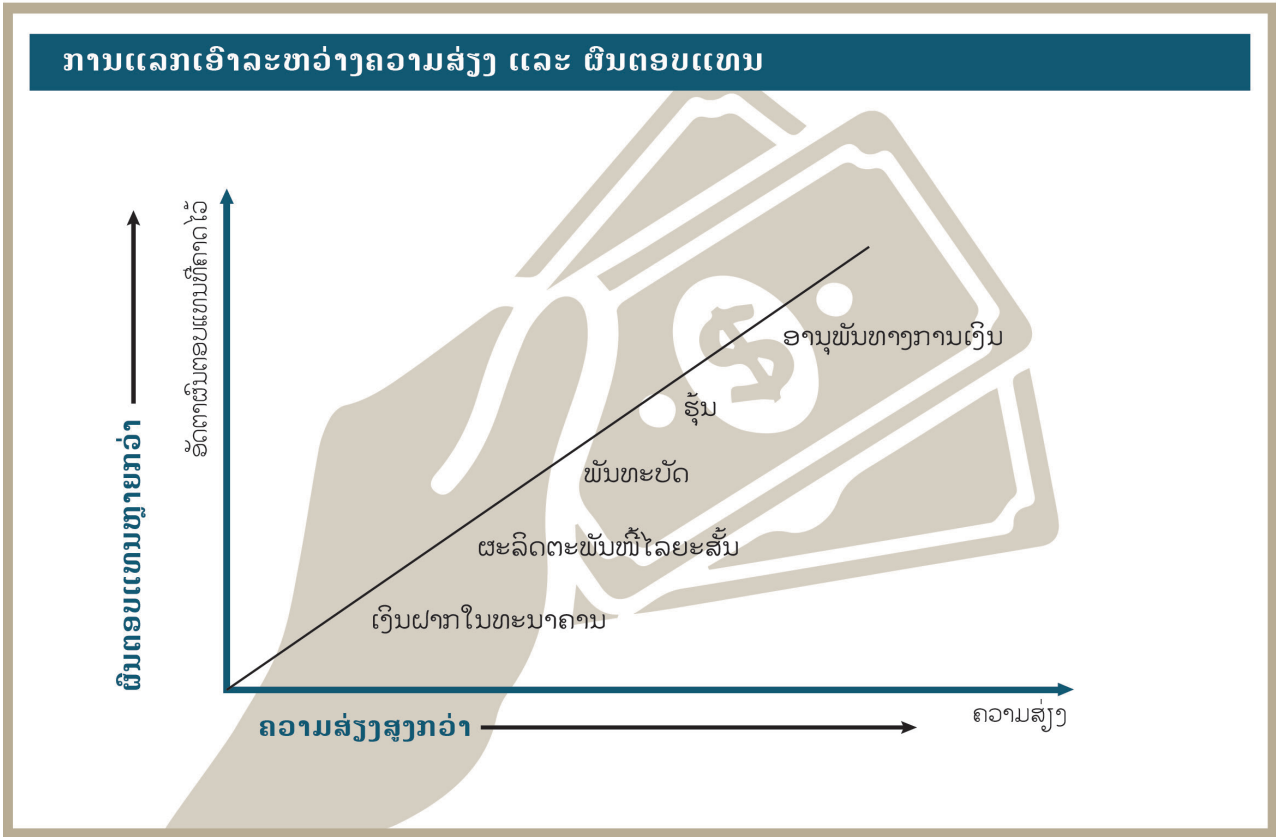 ການແລກເອົາລະຫວ່າງຄວາມສ່ຽງ ແລະ ຜົນຕອບແທນ
ຜົນຕອບແທນຫຼາຍກວ່າ
ອັດຕາຜົນຕອບແທນທີ່ຄາດໄວ້
ອານຸພັນທາງການເງິນ
ຮຸ້ນ
ພັນທະບັດ
ຜະລິດຕະພັນໜີ້ໄລຍະສັ້ນ
ເງິນຝາກໃນທະນາຄານ
ຄວາມສ່ຽງ
ຄວາມສ່ຽງສູງກວ່າ